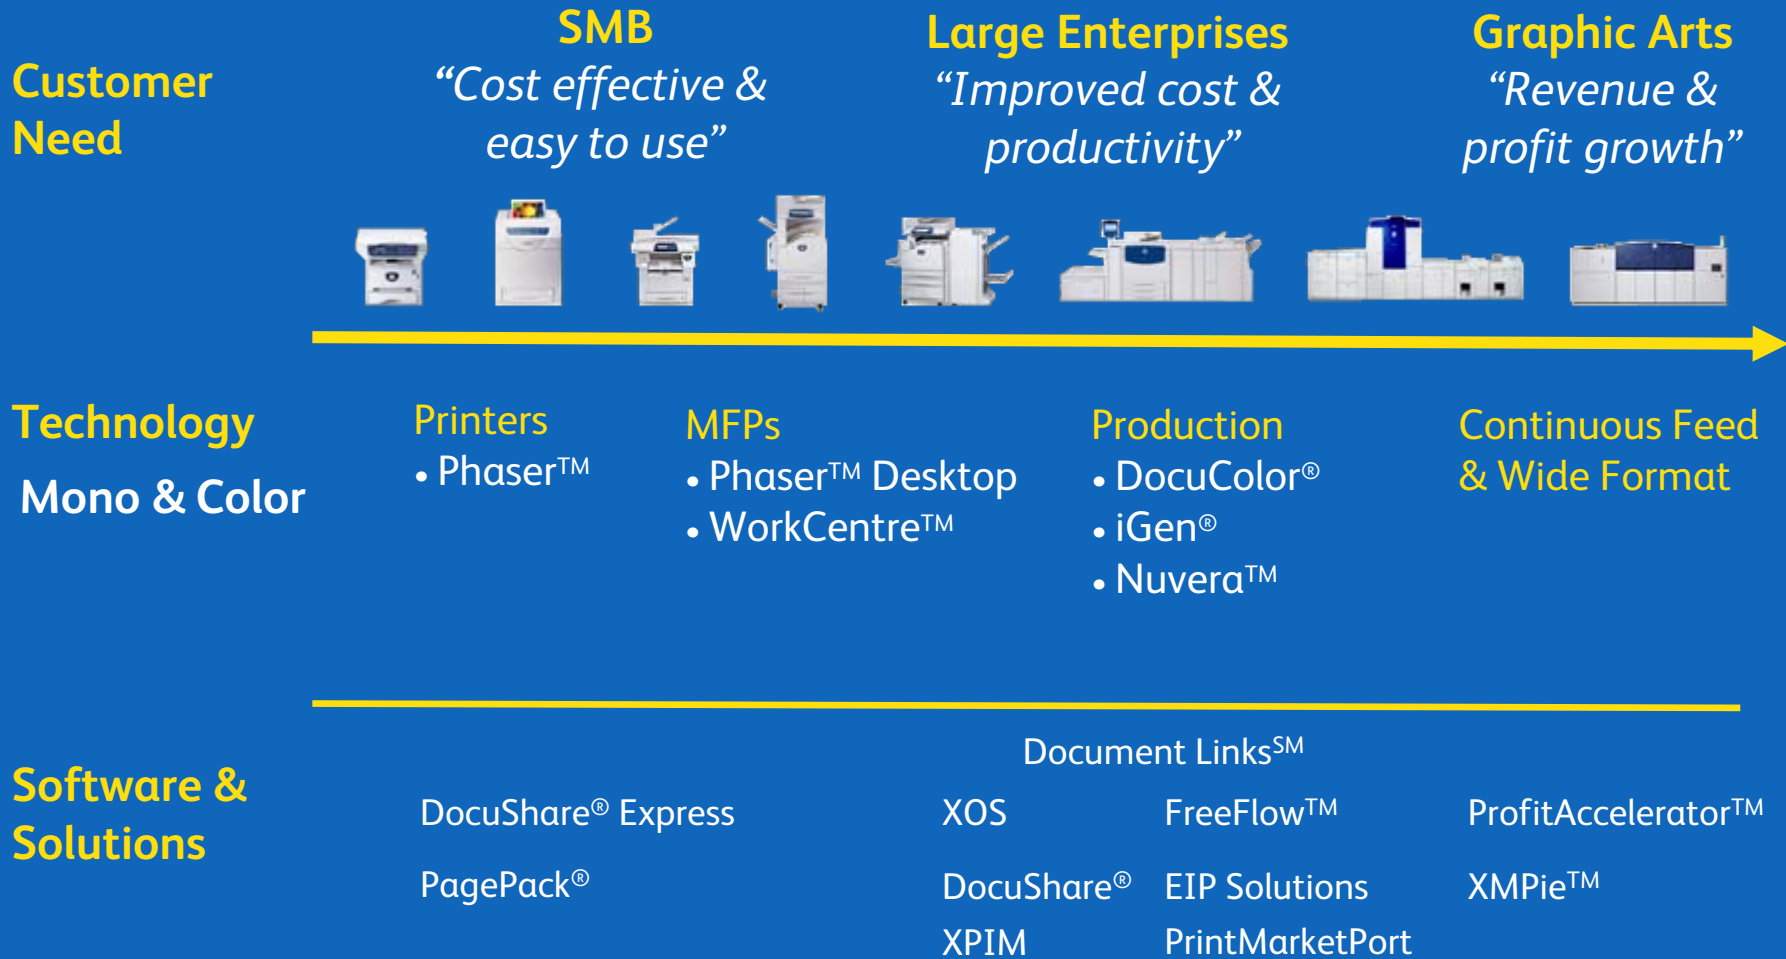 SMB
“Cost effective &
easy to use”
Large Enterprises
“Improved cost &
productivity”
Graphic Arts
“Revenue &
profit growth”
Customer
Need
Technology
Mono & Color
Printers
• Phaser™
MFPs
• Phaser™ Desktop
• WorkCentre™
Production
• DocuColor®
• iGen®
• Nuvera™
Continuous Feed
& Wide Format
Software &
Solutions
DocuShare® Express
PagePack®
Document Links℠
XOS
DocuShare®
XPIM
FreeFlow™
EIP Solutions
PrintMarketPort
ProfitAccelerator™
XMPie™